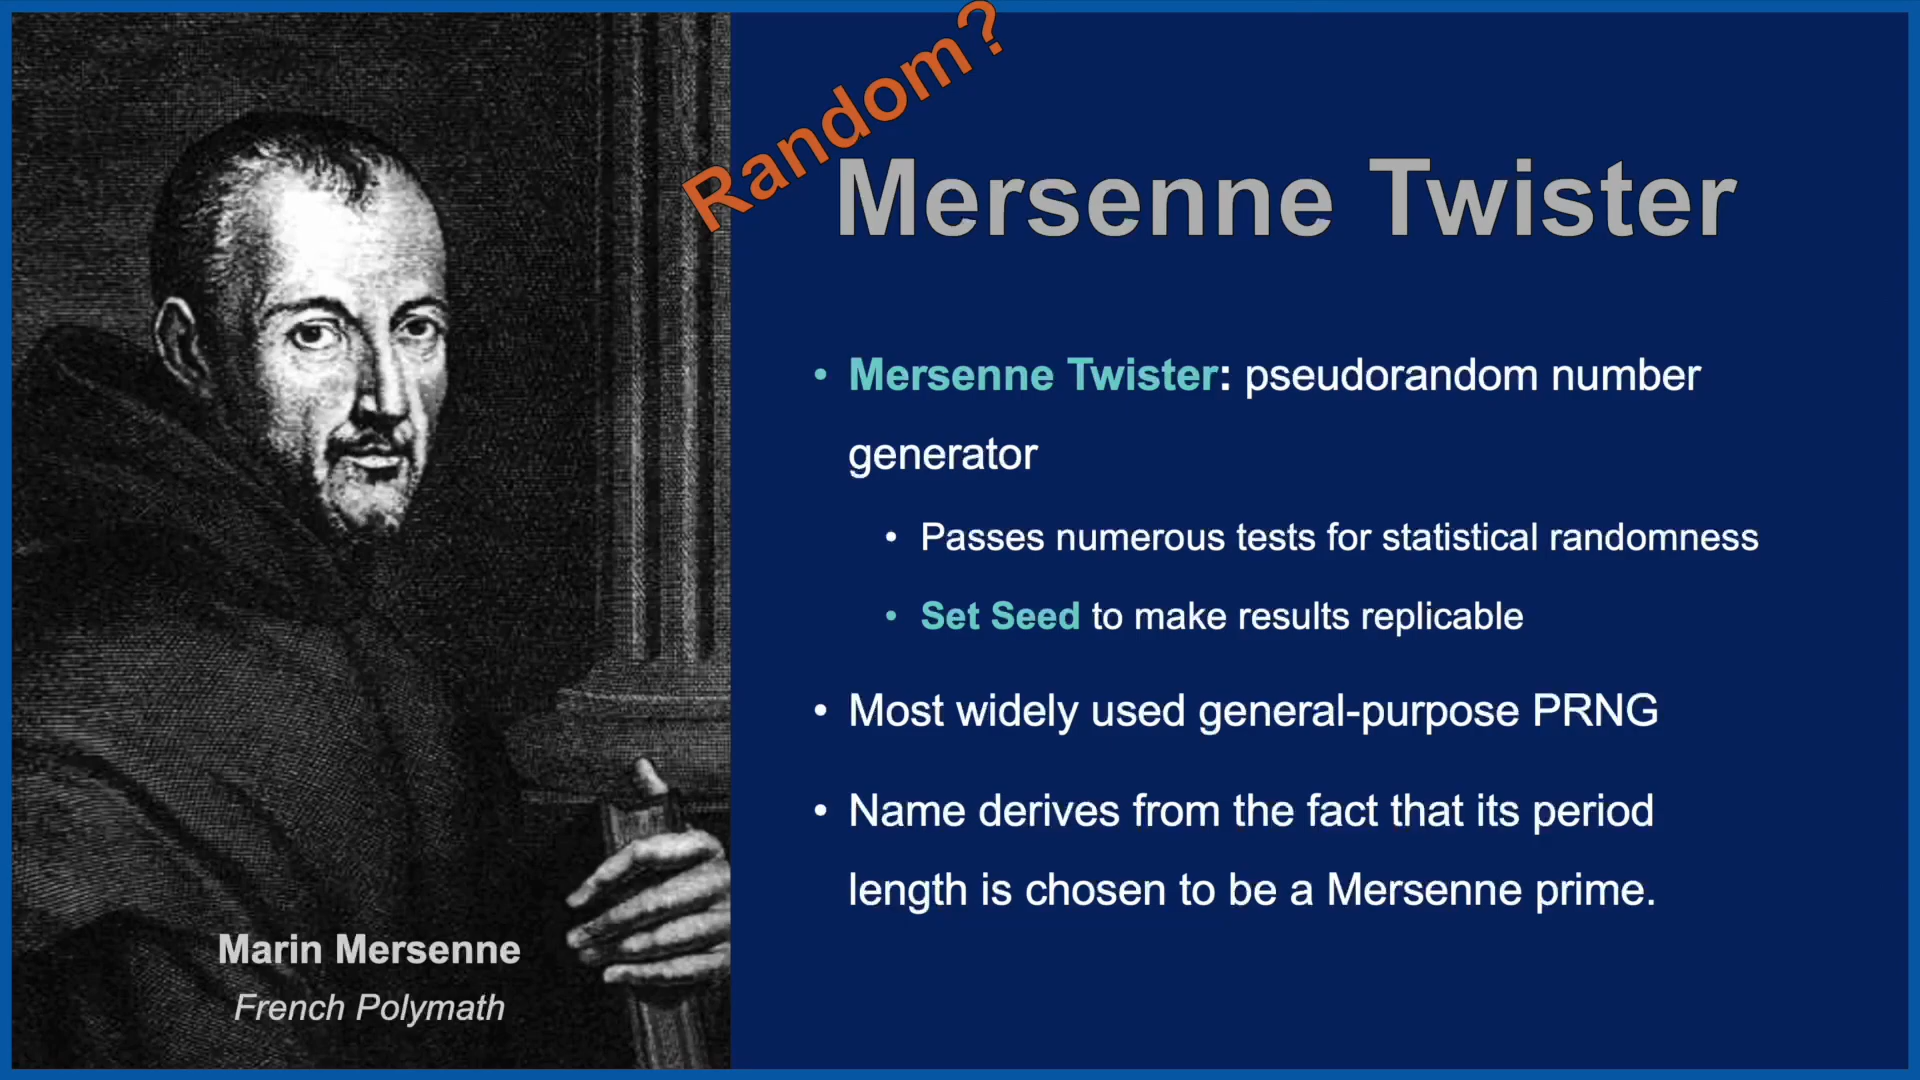 Random?
Mersenne Twister
• Mersenne Twister: pseudorandom number
generator
• Passes numerous tests for statistical randomness
• Set Seed to make results replicable
• Most widely used general-purpose PRNG
• Name derives from the fact that its period
length is chosen to be a Mersenne prime.
Marin Mersenne
French Polymath